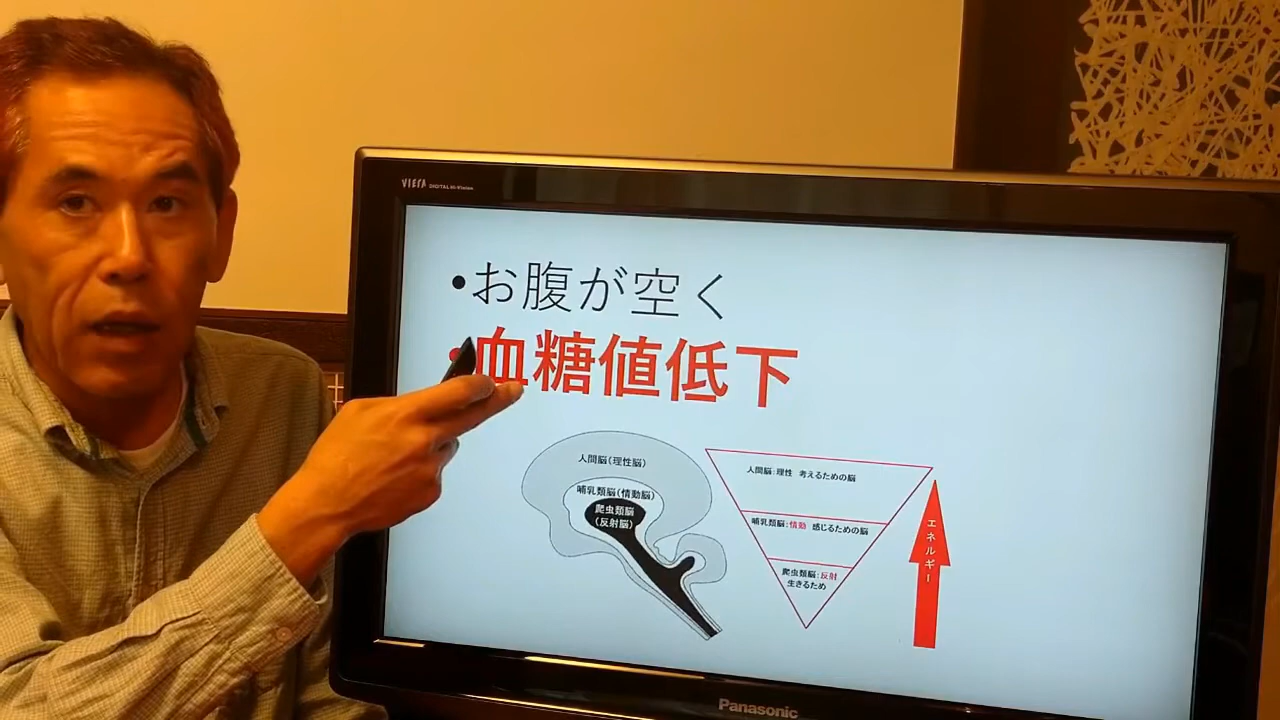 VIERA DIGITAL Hi-Vision
•お腹が空く
•血糖値低下
人間脳(理性脳)
哺乳類脳(情動脳)
爬虫類脳
(反射脳)
人間脳:理性 考えるための脳
哺乳類脳:情動 感じるための脳
爬虫類脳:反射
生きるため
エネルギー
Panasonic